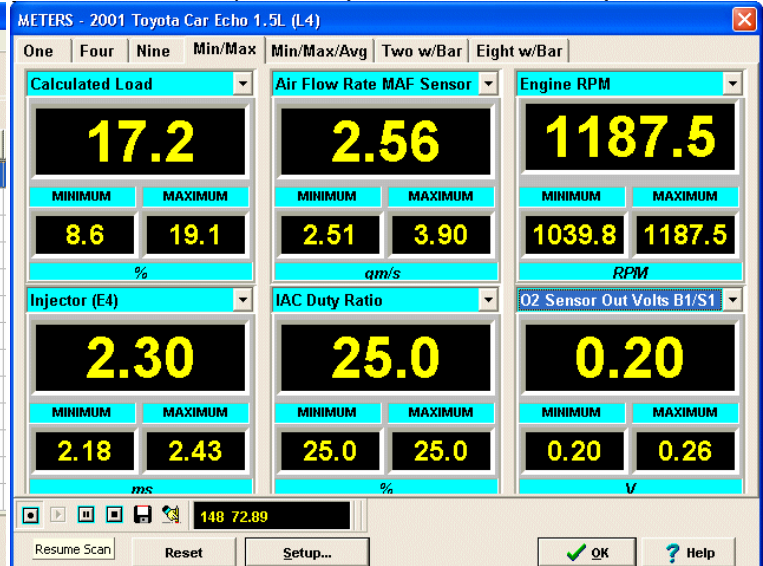 METERS - 2001 Toyota Car Echo 1.5L (L4)
One Four Nine Min/Max Min/Max/Avg Two w/Bar Eight w/Bar
Calculated Load Air Flow Rate MAF Sensor Engine RPM
17.2 2.56 1187.5
MINIMUM MAXIMUM MINIMUM MAXIMUM MINIMUM MAXIMUM
8.6 19.1 2.51 3.90 1039.8 1187.5
% gm/s RPM
Injector (E4) IAC Duty Ratio O2 Sensor Out Volts B1/S1
2.30 25.0 0.20
MINIMUM MAXIMUM MINIMUM MAXIMUM MINIMUM MAXIMUM
2.18 2.43 25.0 25.0 0.20 0.26
ms % V
148 72.89
Resume Scan Reset Setup... OK ? Help